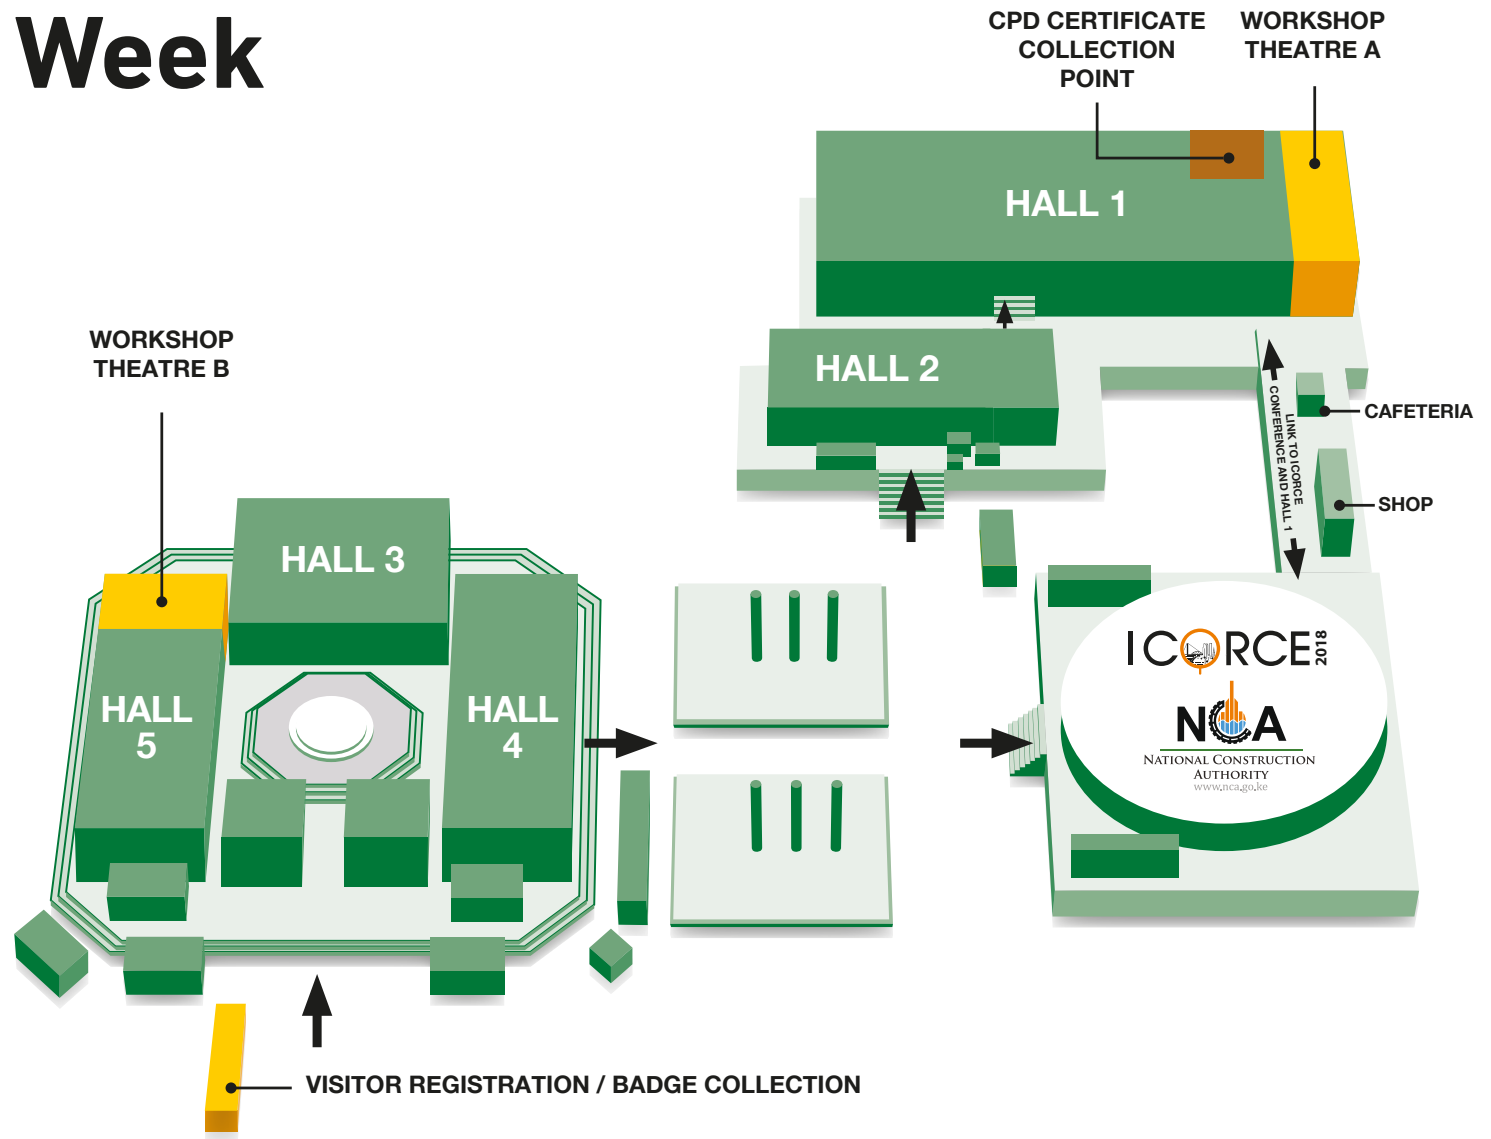 Week
CPD CERTIFICATE
COLLECTION
POINT
WORKSHOP
THEATRE A
HALL 1
WORKSHOP
THEATRE B
HALL 2
CAFETERIA
LINK TO ICORCE
CONFERENCE AND HALL 1
SHOP
HALL 3
HALL
5
HALL
4
ICORCE 2018
NCA
NATIONAL CONSTRUCTION
AUTHORITY
www.nca.go.ke
VISITOR REGISTRATION / BADGE COLLECTION